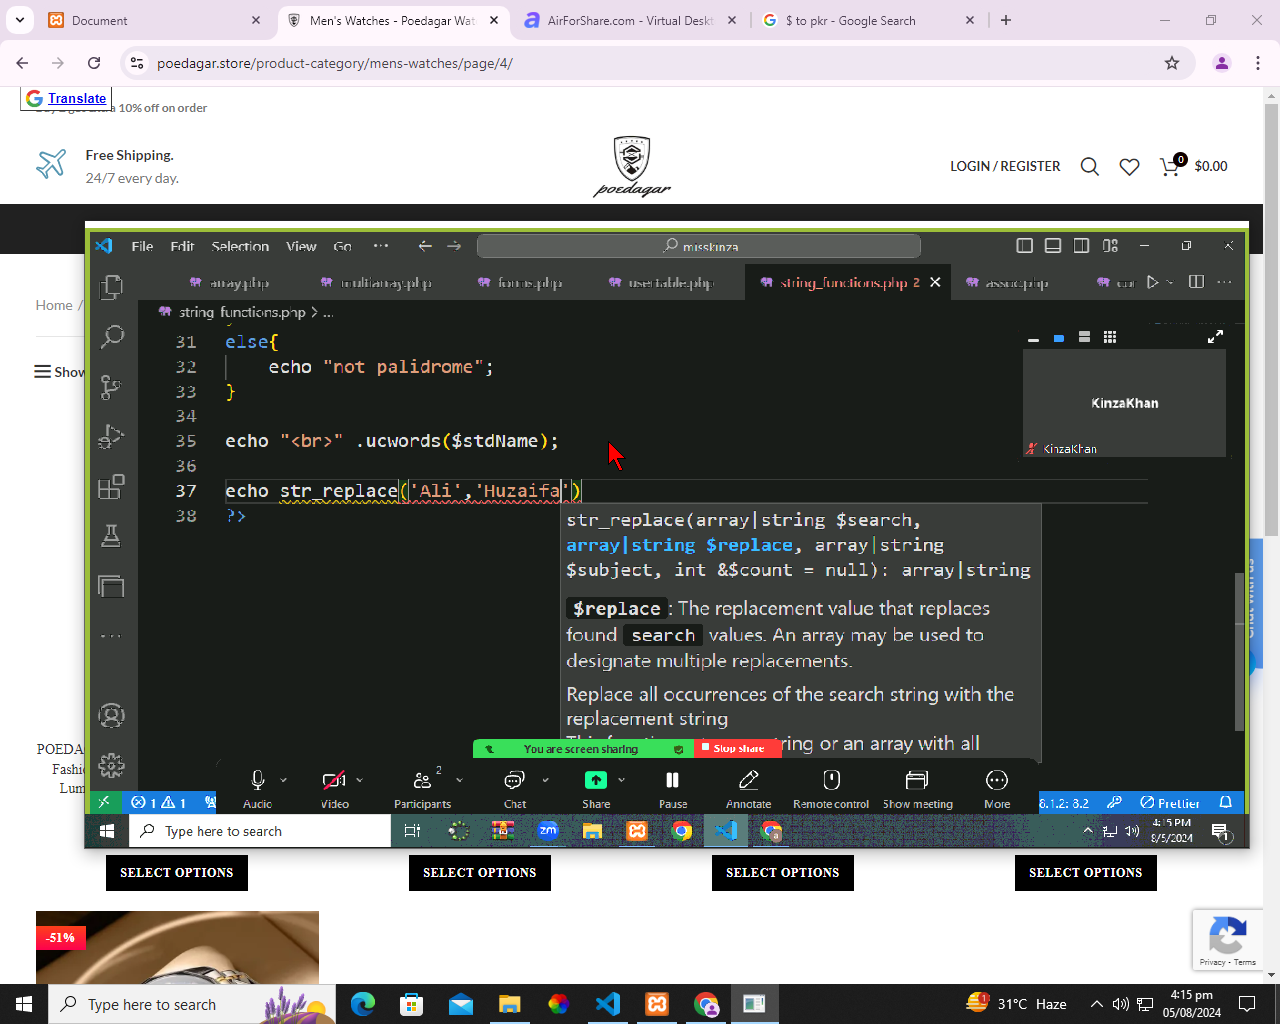 Document
Men's Watches - Poedagar Wat
AirForShare.com - Virtual Deskt
$ to pkr - Google Search
poedagar.store/product-category/mens-watches/page/4/
Translate
10% off on order
Free Shipping.
24/7 every day.
poedagar
LOGIN / REGISTER
0
$0.00
Home /
Show
File Edit Selection View Go ···
misskinza
array.php
multiarray.php
forms.php
usertable.php
string_functions.php 2
assoc.php
string_functions.php > ...
31 else{
32 echo "not palidrome";
33 }
34
35 echo "<br>" .ucwords($stdName);
36
37 echo str_replace('Ali','Huzaifa')
38 ?>
KinzaKhan
KinzaKhan
str_replace(array|string $search,
array|string $replace, array|string
$subject, int &$count = null): array|string
$replace: The replacement value that replaces
found search values. An array may be used to
designate multiple replacements.
Replace all occurrences of the search string with the
replacement string
tring or an array with all
You are screen sharing
Stop share
Audio
Video
2
Participants
Chat
Share
Pause
Annotate
Remote control
Show meeting
More
1 1
8.1.2: 8.2
Prettier
Type here to search
4:15 PM
8/5/2024
1
Fashio
Lum
SELECT OPTIONS
SELECT OPTIONS
SELECT OPTIONS
SELECT OPTIONS
-51%
Privacy - Terms
Type here to search
1
31°C Haze
4:15 pm
05/08/2024